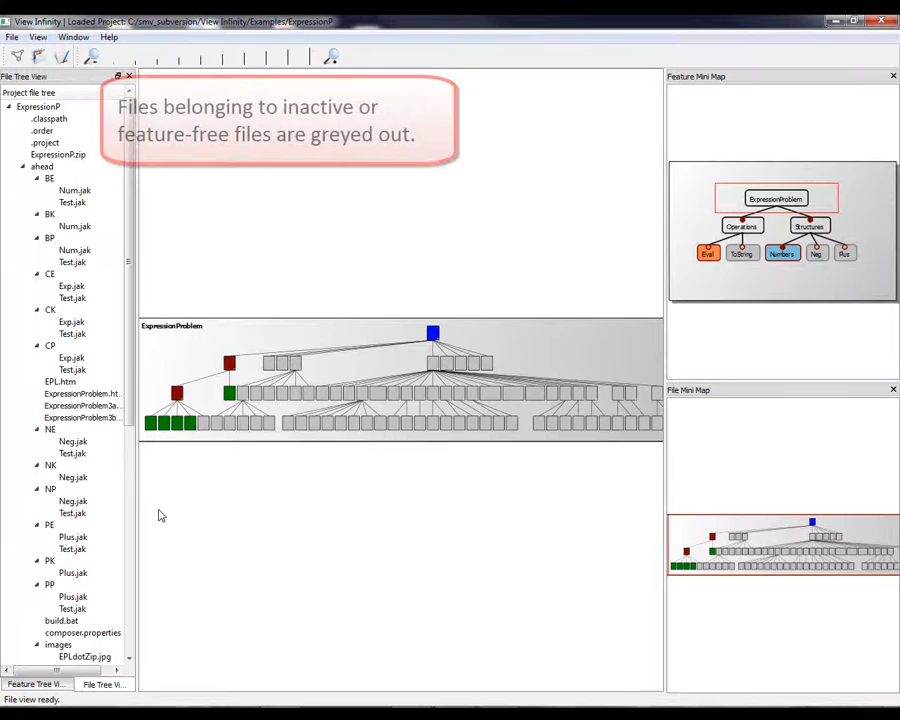 View Infinity | Loaded Project: C:/smv_subversion/View Infinity/Examples/ExpressionP
File View Window Help
File Tree View
Project file tree
ExpressionP
.classpath
.order
.project
ExpressionP.zip
ahead
BE
Num.jak
Test.jak
BK
Num.jak
BP
Num.jak
Test.jak
CE
Exp.jak
Test.jak
CK
Exp.jak
Test.jak
CP
Exp.jak
Test.jak
EPL.htm
ExpressionProblem.ht...
ExpressionProblem3a...
ExpressionProblem3b...
NE
Neg.jak
Test.jak
NK
Neg.jak
NP
Neg.jak
Test.jak
PE
Plus.jak
Test.jak
PK
Plus.jak
PP
Plus.jak
Test.jak
build.bat
composer.properties
images
EPLdotZip.jpg
Feature Tree Vi... File Tree Vi...
File view ready.
Files belonging to inactive or
feature-free files are greyed out.
ExpressionProblem
Feature Mini Map
ExpressionProblem
Operations Structures
Eval ToString Numbers Neg Plus
File Mini Map